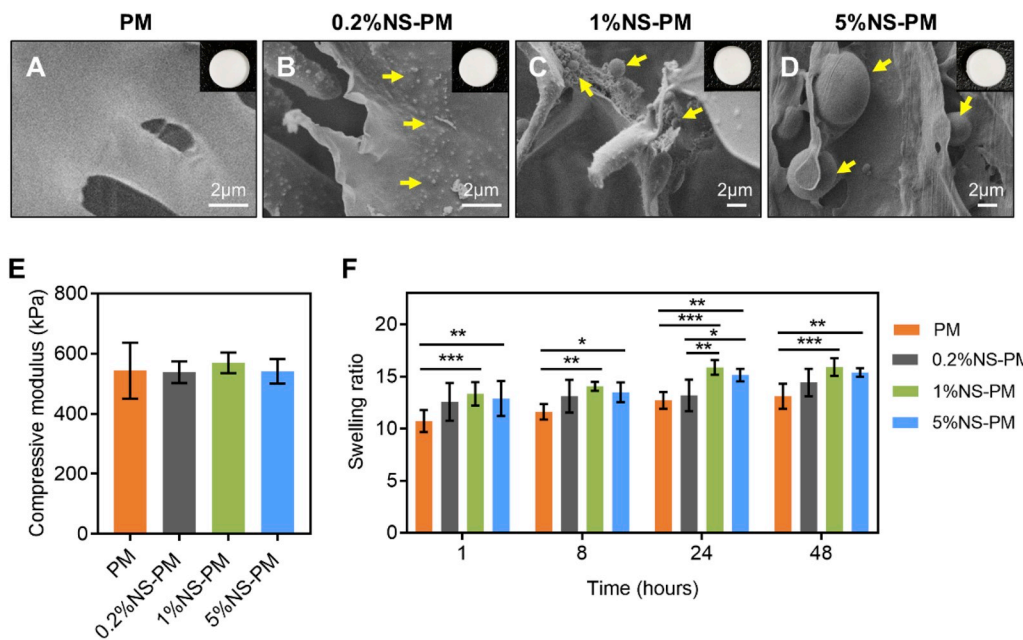 PM
0.2%NS-PM
1%NS-PM
5%NS-PM
A
2μm
B
2μm
C
2μm
D
2μm
E
Compressive modulus (kPa)
800
600
400
200
0
PM
0.2%NS-PM
1%NS-PM
5%NS-PM
F
Swelling ratio
20
15
10
5
0
**
***
*
**
**
***
*
**
**
***
1
8
24
48
Time (hours)
PM
0.2%NS-PM
1%NS-PM
5%NS-PM